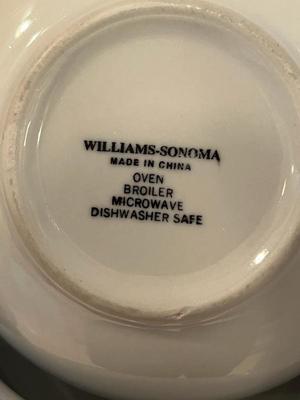 WILLIAMS-SONOMA
MADE IN CHINA
OVEN
BROILER
MICROWAVE
DISHWASHER SAFE